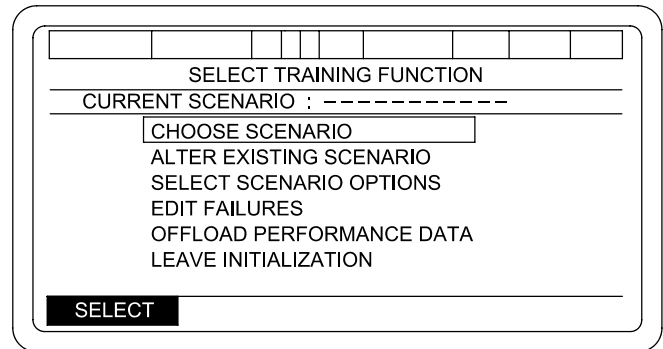 SELECT TRAINING FUNCTION
CURRENT SCENARIO : – – – – – – – – – – –
CHOOSE SCENARIO
ALTER EXISTING SCENARIO
SELECT SCENARIO OPTIONS
EDIT FAILURES
OFFLOAD PERFORMANCE DATA
LEAVE INITIALIZATION
SELECT